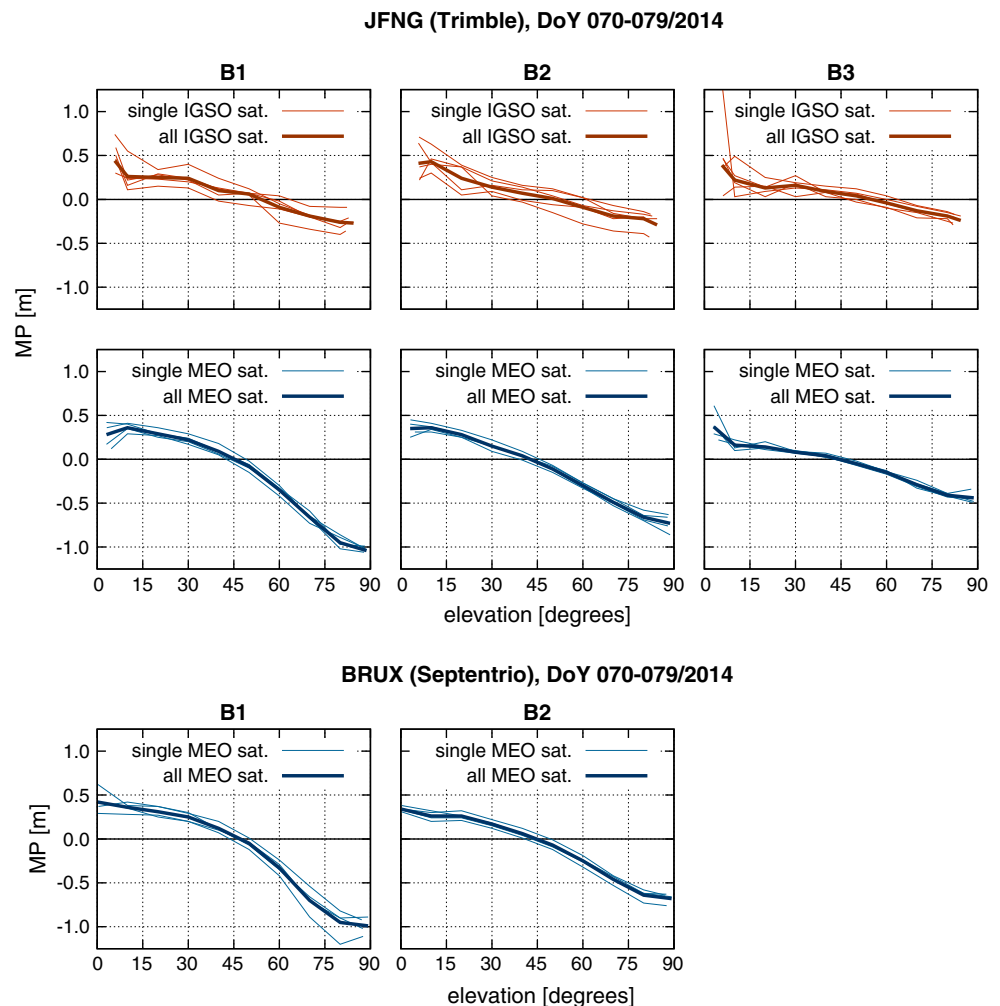 JFNG (Trimble), DoY 070-079/2014
B1 B2 B3
single IGSO sat. single IGSO sat. single IGSO sat.
all IGSO sat. all IGSO sat. all IGSO sat.
1.0
0.5
0.0
-0.5
-1.0
MP [m]
single MEO sat. single MEO sat. single MEO sat.
all MEO sat. all MEO sat. all MEO sat.
1.0
0.5
0.0
-0.5
-1.0
0 15 30 45 60 75 90 0 15 30 45 60 75 90 0 15 30 45 60 75 90
elevation [degrees]
BRUX (Septentrio), DoY 070-079/2014
B1 B2
single MEO sat. single MEO sat.
all MEO sat. all MEO sat.
1.0
0.5
0.0
-0.5
-1.0
MP [m]
0 15 30 45 60 75 90 0 15 30 45 60 75 90
elevation [degrees]